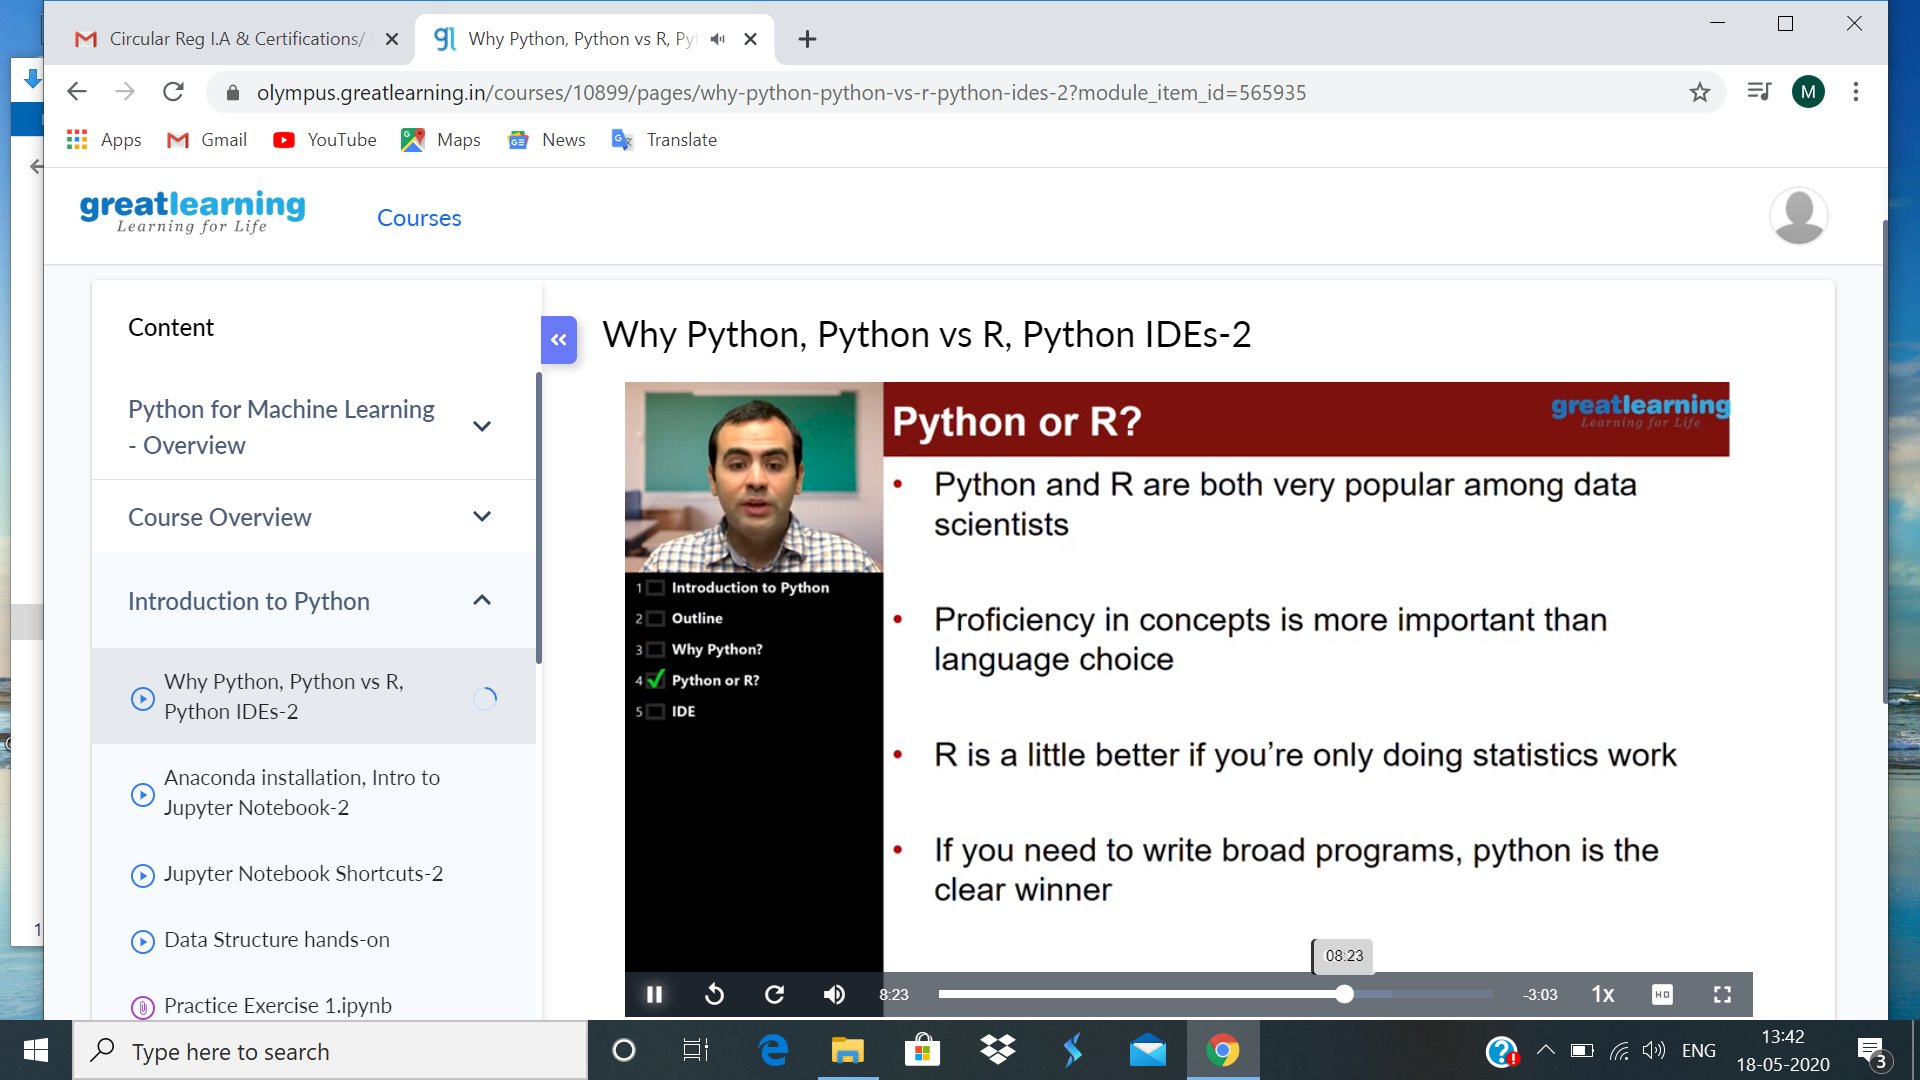 Circular Reg I.A & Certifications/
Why Python, Python vs R, Py
olympus.greatlearning.in/courses/10899/pages/why-python-python-vs-r-python-ides-2?module_item_id=565935
M
Apps
Gmail
YouTube
Maps
News
Translate
greatlearning
Learning for Life
Courses
Content
Python for Machine Learning
- Overview
Course Overview
Introduction to Python
Why Python, Python vs R,
Python IDEs-2
Anaconda installation, Intro to
Jupyter Notebook-2
Jupyter Notebook Shortcuts-2
Data Structure hands-on
Practice Exercise 1.ipynb
Why Python, Python vs R, Python IDEs-2
Python or R?
greatlearning
Learning for Life
1 Introduction to Python
2 Outline
3 Why Python?
4 Python or R?
5 IDE
• Python and R are both very popular among data
scientists
• Proficiency in concepts is more important than
language choice
• R is a little better if you're only doing statistics work
• If you need to write broad programs, python is the
clear winner
08:23
8:23
-3:03
1x
HD
1
Type here to search
ENG
13:42
18-05-2020
3